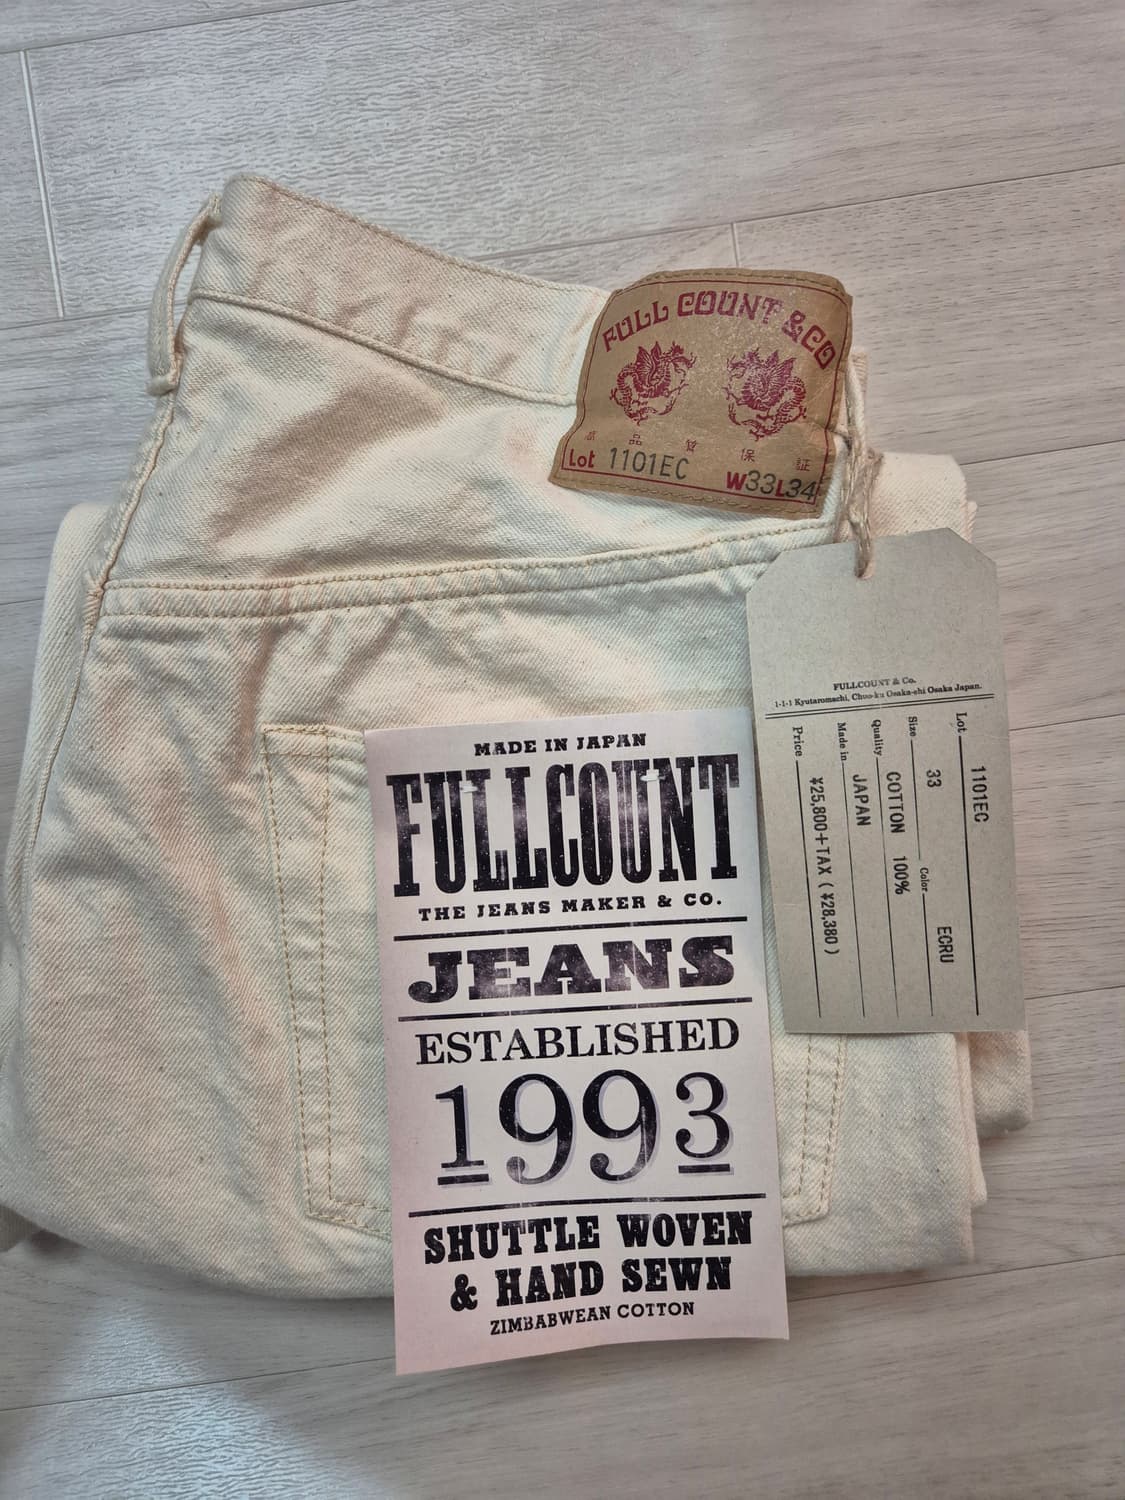 FULL COUNT & CO
商 品 質 保 証
Lot 1101EC W33L34
FULLCOUNT & Co.
1-1-1 Kyutaromachi, Chuo-ku Osaka-shi Osaka Japan.
Lot 1101EC
Size 33 Color ECRU
Quality COTTON 100%
Made in JAPAN
Price ¥25,800+TAX (¥28,380)
MADE IN JAPAN
FULLCOUNT
THE JEANS MAKER & CO.
JEANS
ESTABLISHED
1993
SHUTTLE WOVEN
& HAND SEWN
ZIMBABWEAN COTTON